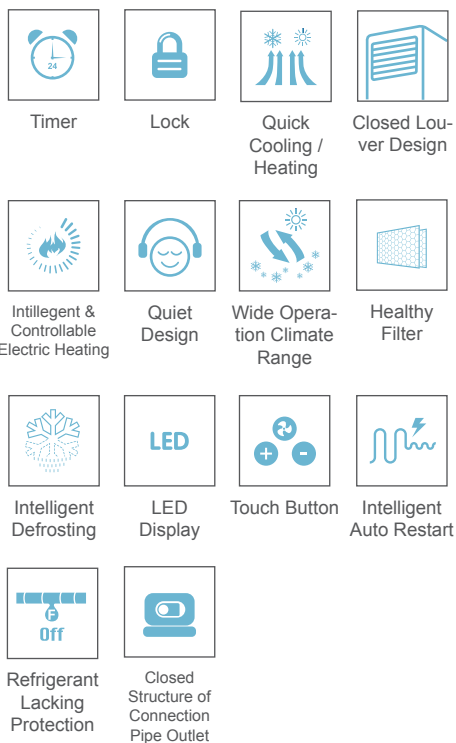 24
Timer
Lock
Quick
Cooling /
Heating
Closed Lou-
ver Design
Intillegent &
Controllable
Electric Heating
Quiet
Design
Wide Opera-
tion Climate
Range
Healthy
Filter
Intelligent
Defrosting
LED
LED
Display
Touch Button
Intelligent
Auto Restart
F
Off
Refrigerant
Lacking
Protection
Closed
Structure of
Connection
Pipe Outlet